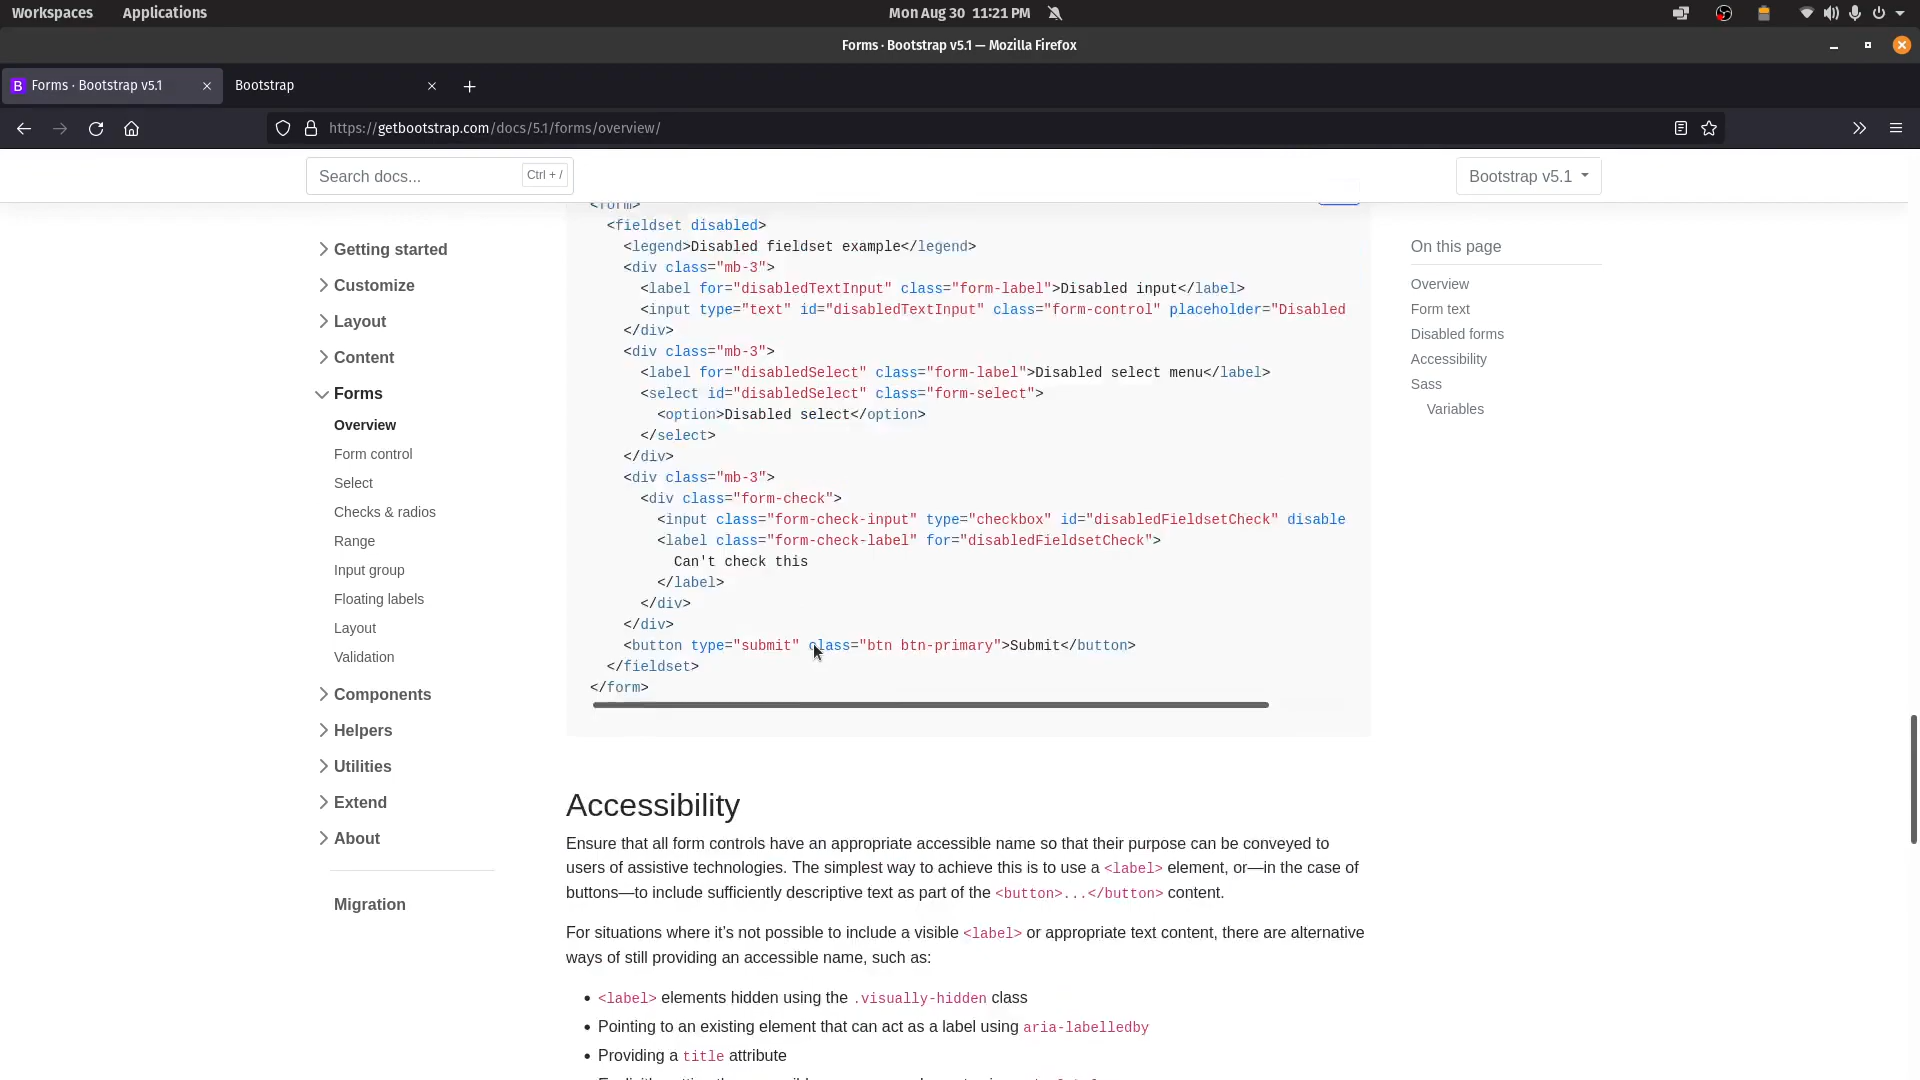 Workspaces
Applications
Mon Aug 30 11:21 PM
Forms · Bootstrap v5.1 — Mozilla Firefox
Forms · Bootstrap v5.1
Bootstrap
https://getbootstrap.com/docs/5.1/forms/overview/
Search docs...
Ctrl + /
Bootstrap v5.1
Getting started
Customize
Layout
Content
Forms
Overview
Form control
Select
Checks & radios
Range
Input group
Floating labels
Layout
Validation
Components
Helpers
Utilities
Extend
About
Migration
<form>
<fieldset disabled>
<legend>Disabled fieldset example</legend>
<div class="mb-3">
<label for="disabledTextInput" class="form-label">Disabled input</label>
<input type="text" id="disabledTextInput" class="form-control" placeholder="Disabled
</div>
<div class="mb-3">
<label for="disabledSelect" class="form-label">Disabled select menu</label>
<select id="disabledSelect" class="form-select">
<option>Disabled select</option>
</select>
</div>
<div class="mb-3">
<div class="form-check">
<input class="form-check-input" type="checkbox" id="disabledFieldsetCheck" disable
<label class="form-check-label" for="disabledFieldsetCheck">
Can't check this
</label>
</div>
</div>
<button type="submit" class="btn btn-primary">Submit</button>
</fieldset>
</form>
Accessibility
Ensure that all form controls have an appropriate accessible name so that their purpose can be conveyed to
users of assistive technologies. The simplest way to achieve this is to use a <label> element, or—in the case of
buttons—to include sufficiently descriptive text as part of the <button>...</button> content.
For situations where it’s not possible to include a visible <label> or appropriate text content, there are alternative
ways of still providing an accessible name, such as:
• <label> elements hidden using the .visually-hidden class
• Pointing to an existing element that can act as a label using aria-labelledby
• Providing a title attribute
On this page
Overview
Form text
Disabled forms
Accessibility
Sass
Variables